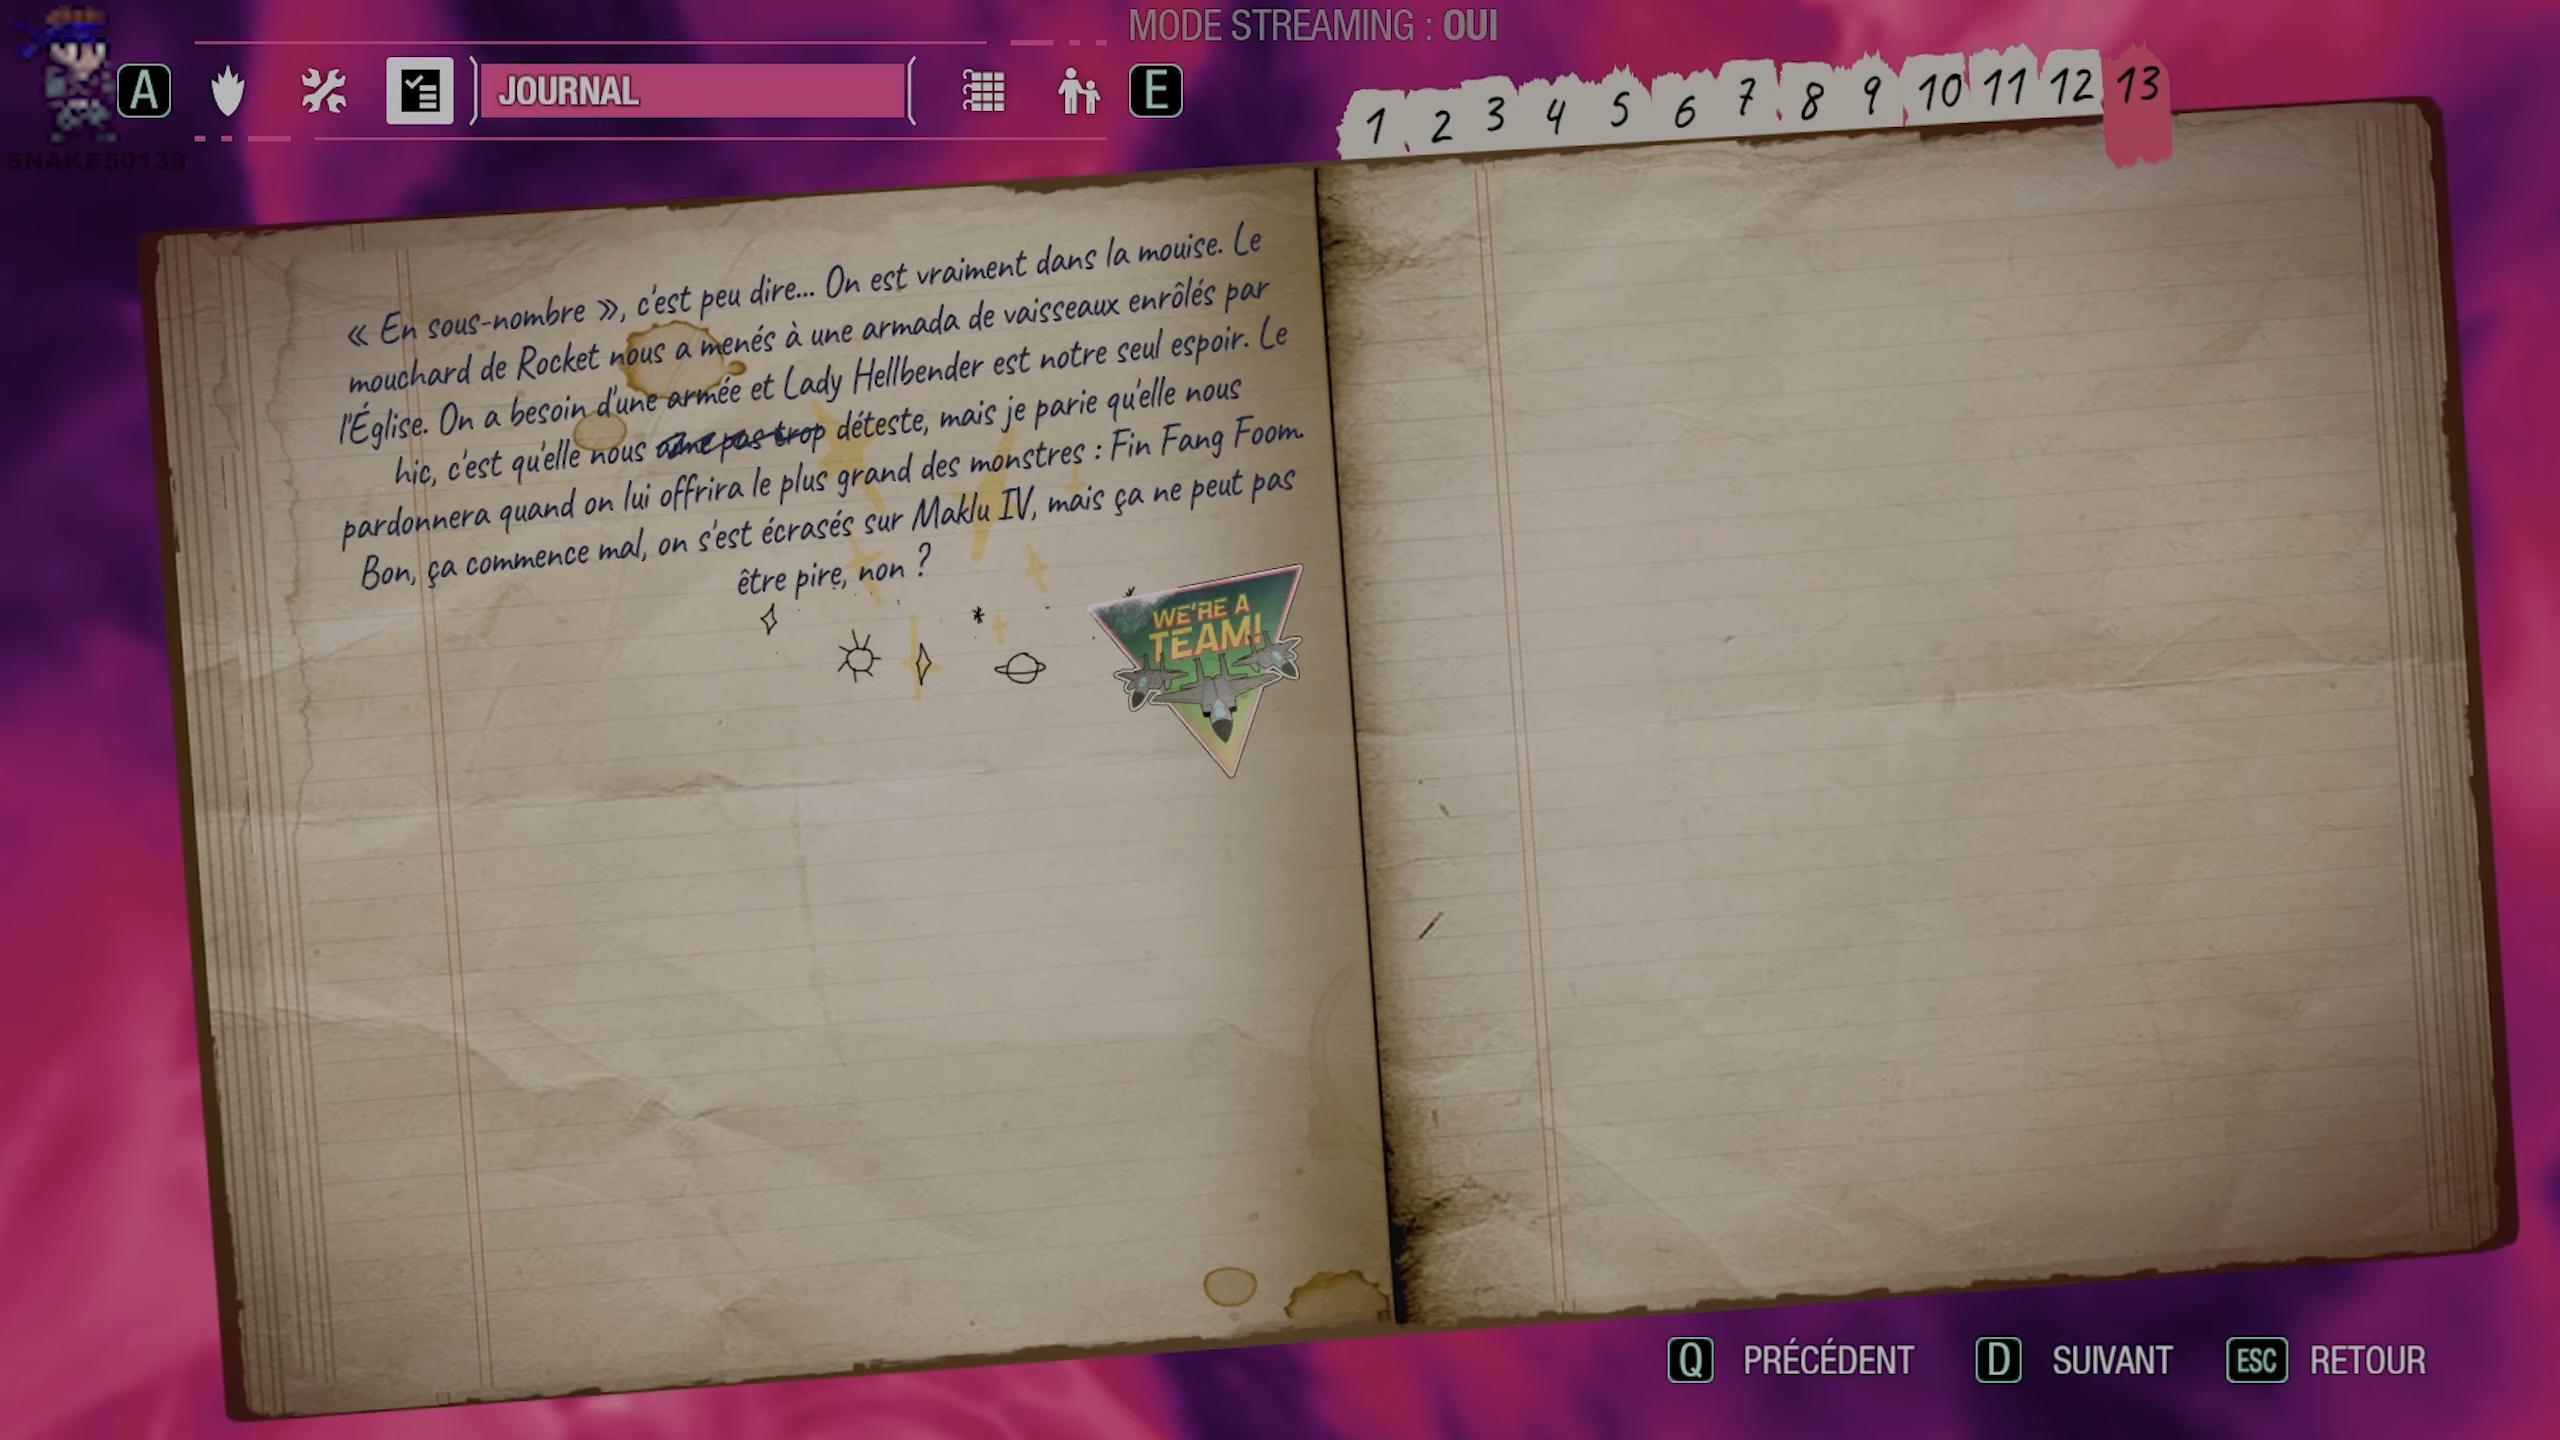 MODE STREAMING : OUI
A
JOURNAL
E
1 2 3 4 5 6 7 8 9 10 11 12 13
SNAKE50130
« En sous-nombre », c'est peu dire... On est vraiment dans la mouise. Le
mouchard de Rocket nous a menés à une armada de vaisseaux enrôlés par
l'Église. On a besoin d'une armée et Lady Hellbender est notre seul espoir. Le
hic, c'est qu'elle nous aime pas trop déteste, mais je parie qu'elle nous
pardonnera quand on lui offrira le plus grand des monstres : Fin Fang Foom.
Bon, ça commence mal, on s'est écrasés sur Maklu IV, mais ça ne peut pas
être pire, non ?
WE'RE A
TEAM!
Q PRÉCÉDENT D SUIVANT ESC RETOUR